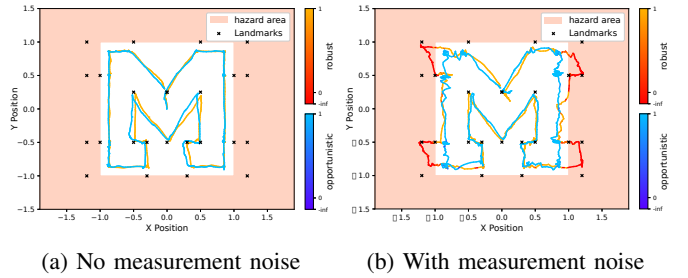 hazard area
Landmarks
1.5
1.0
0.5
0.0
−0.5
−1.0
−1.5
Y Position
−1.5 −1.0 −0.5 0.0 0.5 1.0 1.5
X Position
1
0
-inf
robust
1
0
-inf
opportunistic
hazard area
Landmarks
1.5
1.0
0.5
0.0
0.5
1.0
1.5
Y Position
▯ 1.5 ▯ 1.0 ▯ 0.5 0.0 0.5 1.0 1.5
X Position
1
0
-inf
robust
1
0
-inf
opportunistic
(a) No measurement noise
(b) With measurement noise